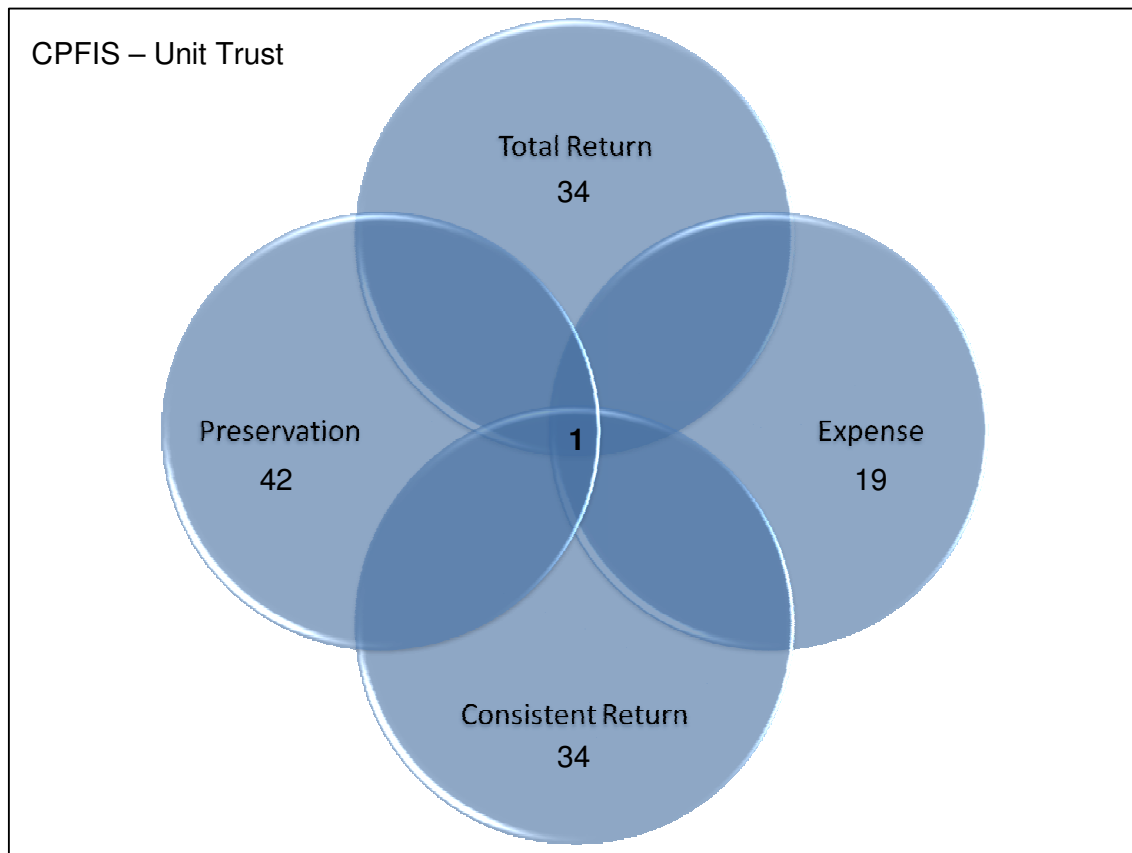 CPFIS – Unit Trust
Total Return
34
Preservation
42
1
Expense
19
Consistent Return
34